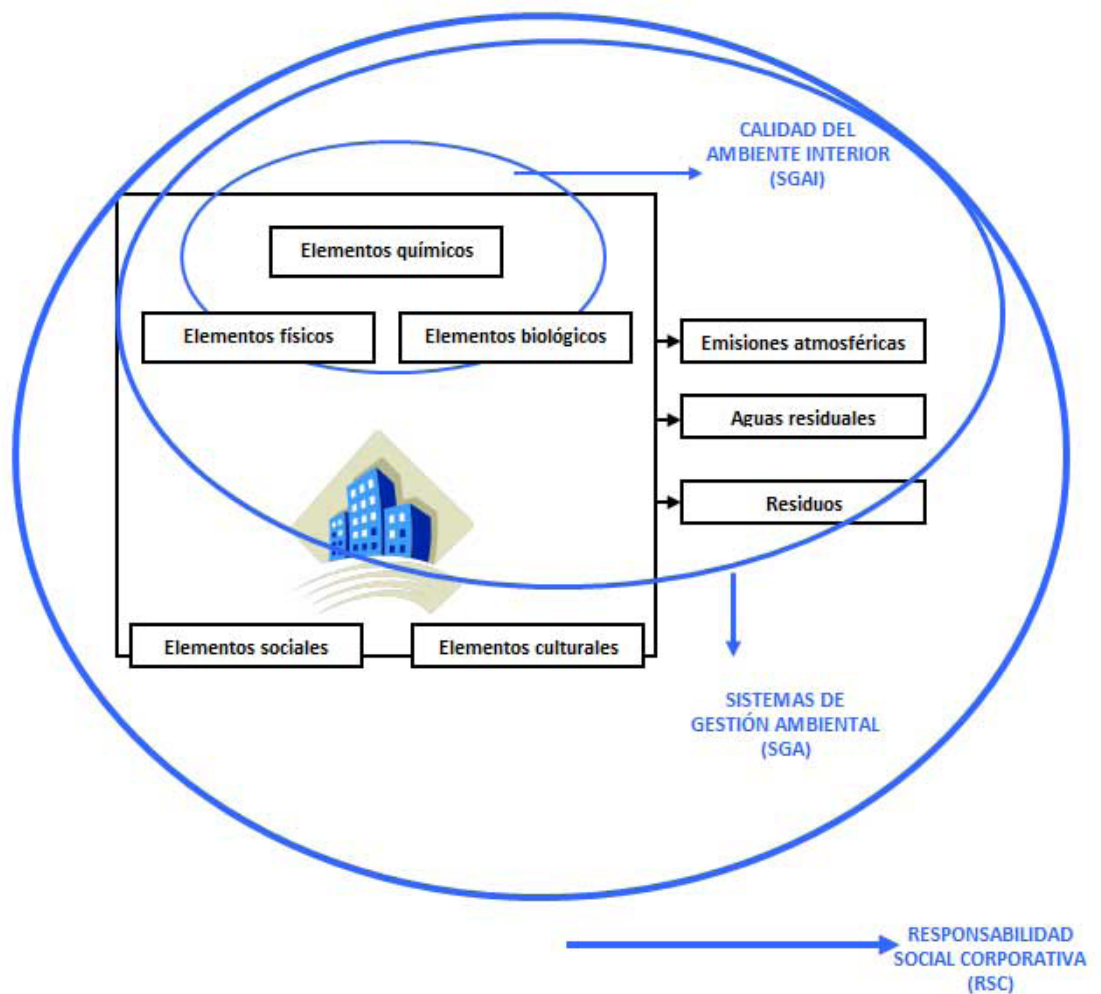 CALIDAD DEL
AMBIENTE INTERIOR
(SGAI)
Elementos químicos
Elementos físicos
Elementos biológicos
Emisiones atmosféricas
Aguas residuales
Residuos
Elementos sociales
Elementos culturales
SISTEMAS DE
GESTIÓN AMBIENTAL
(SGA)
RESPONSABILIDAD
SOCIAL CORPORATIVA
(RSC)